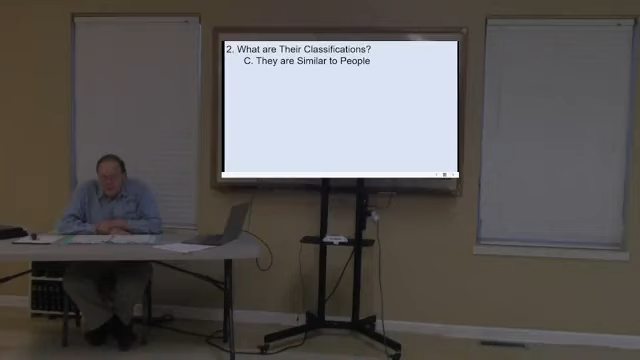 2. What are Their Classifications?
C. They are Similar to People